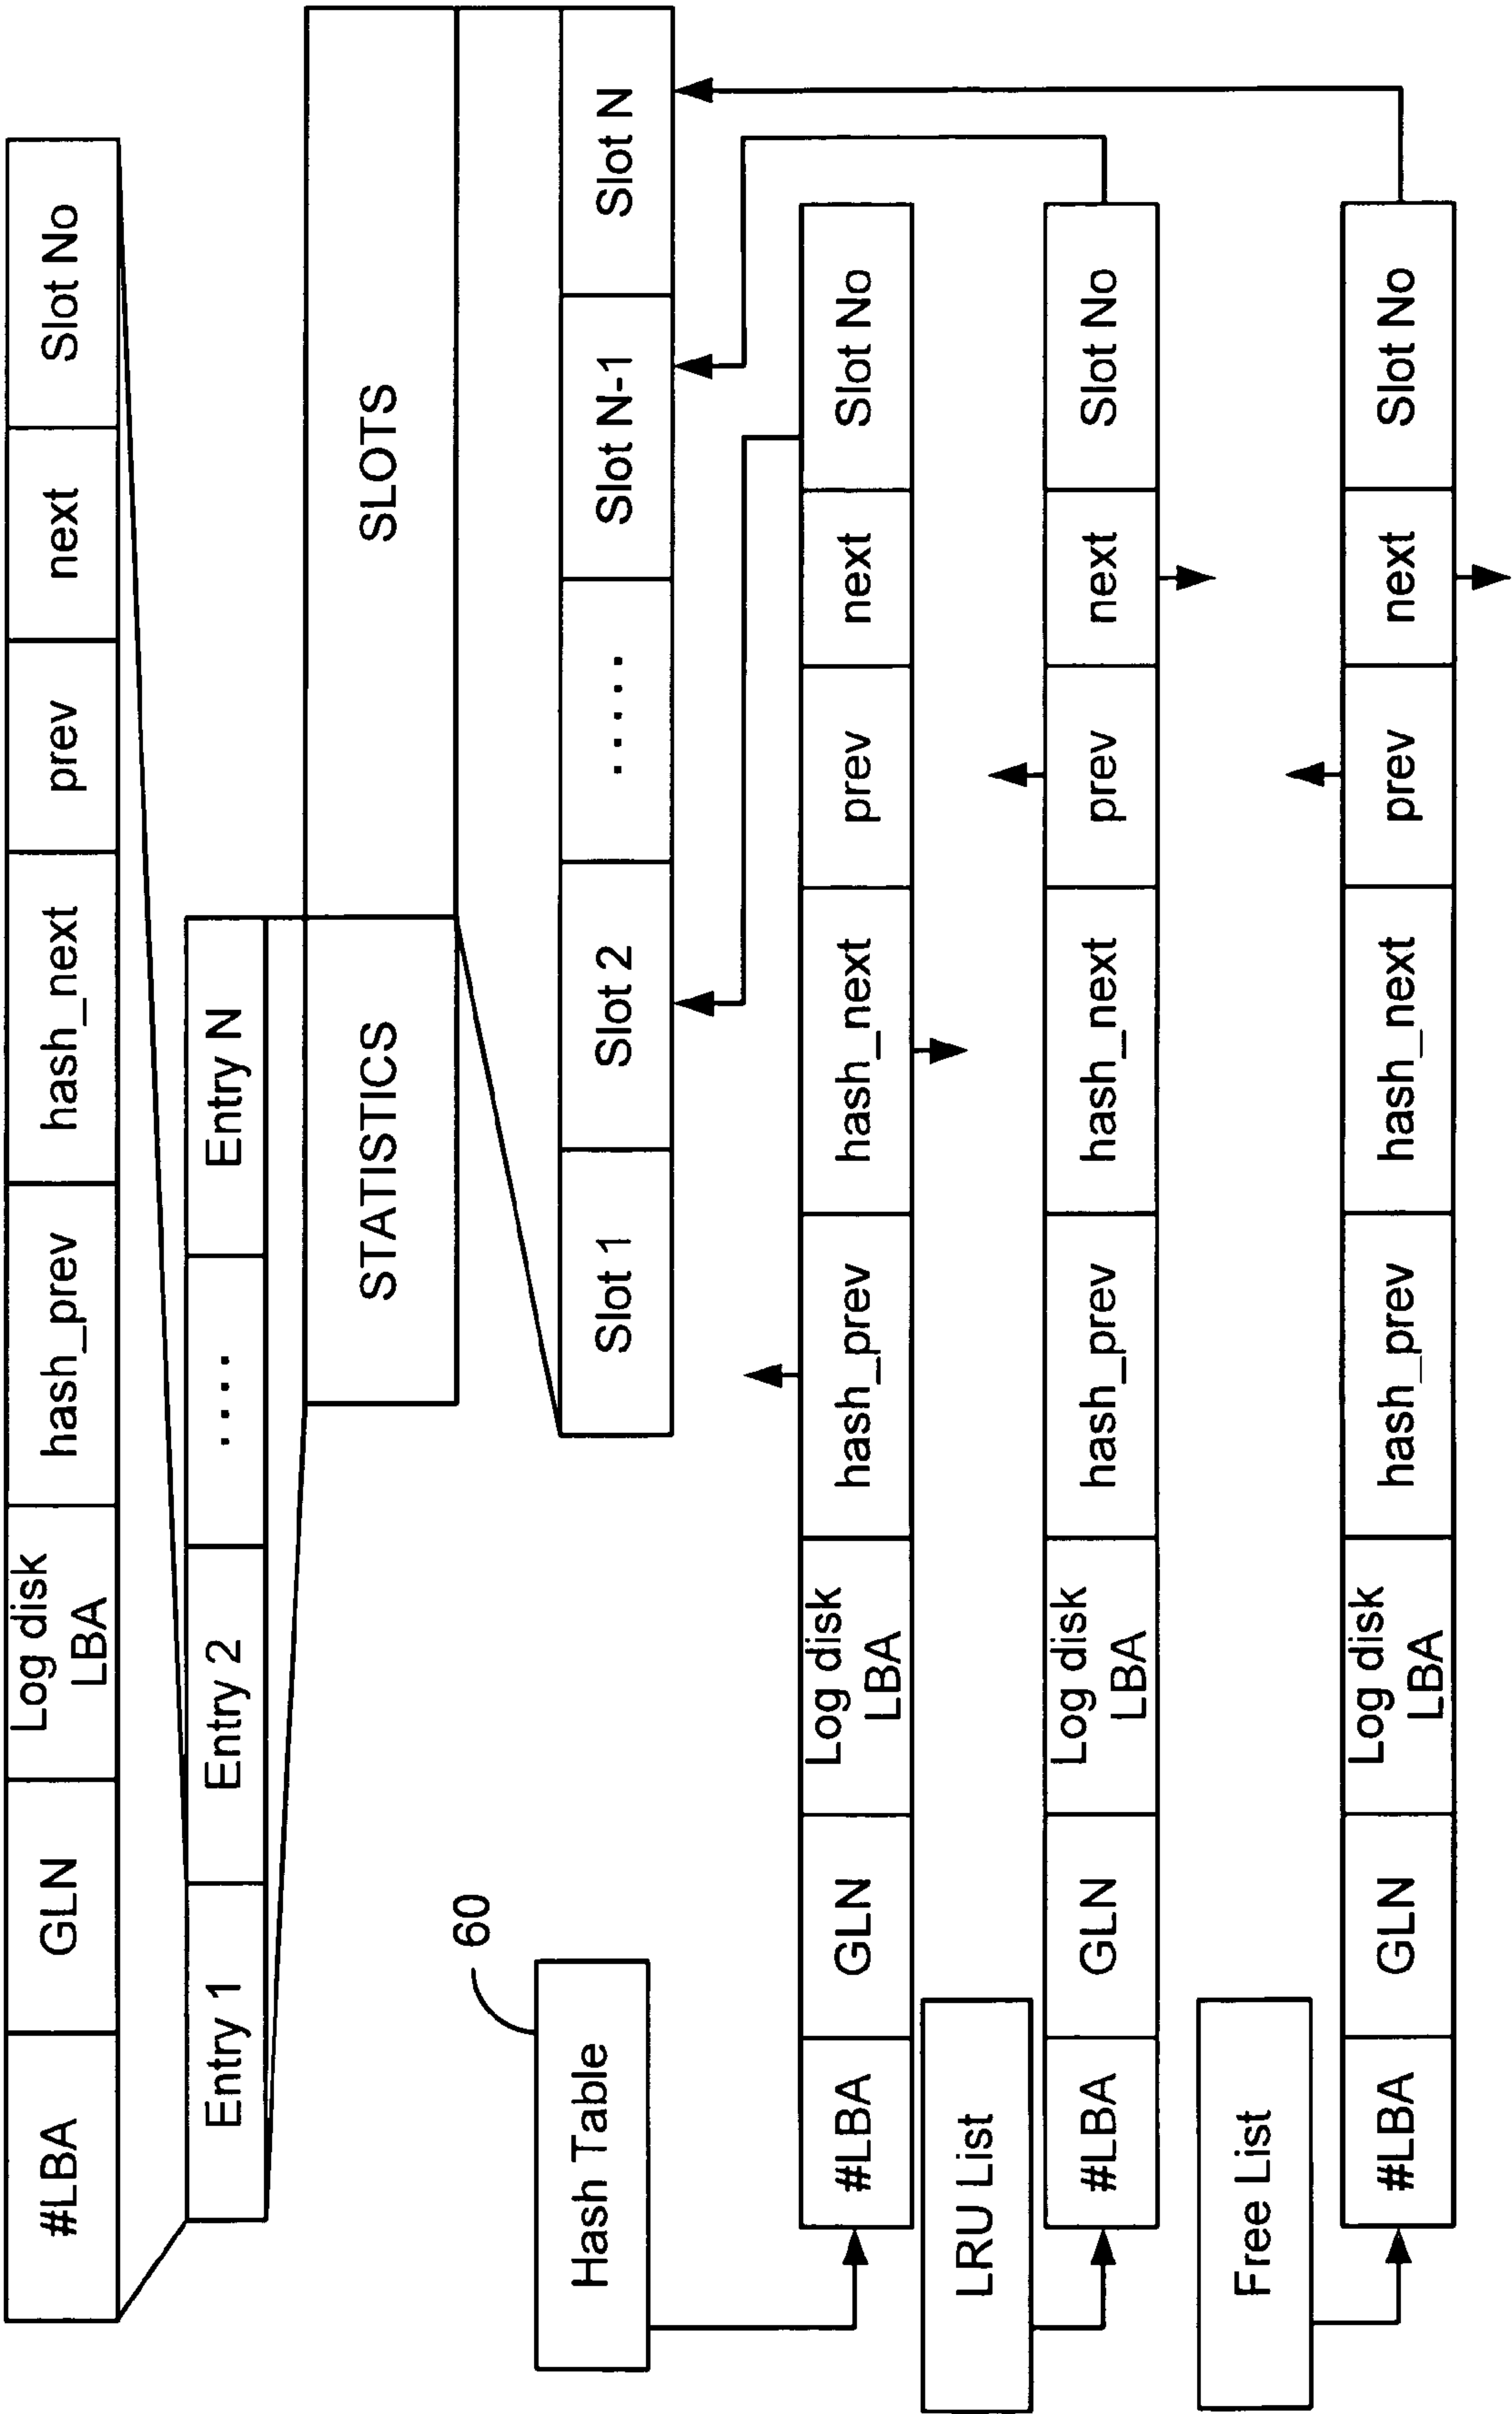 #LBA
GLN
Log disk
LBA
hash_prev
hash_next
prev
next
Slot No
Entry 1
Entry 2
....
Entry N
STATISTICS
SLOTS
Slot 1
Slot 2
.....
Slot N-1
Slot N
60
Hash Table
#LBA
GLN
Log disk
LBA
hash_prev
hash_next
prev
next
Slot No
LRU List
#LBA
GLN
Log disk
LBA
hash_prev
hash_next
prev
next
Slot No
Free List
#LBA
GLN
Log disk
LBA
hash_prev
hash_next
prev
next
Slot No